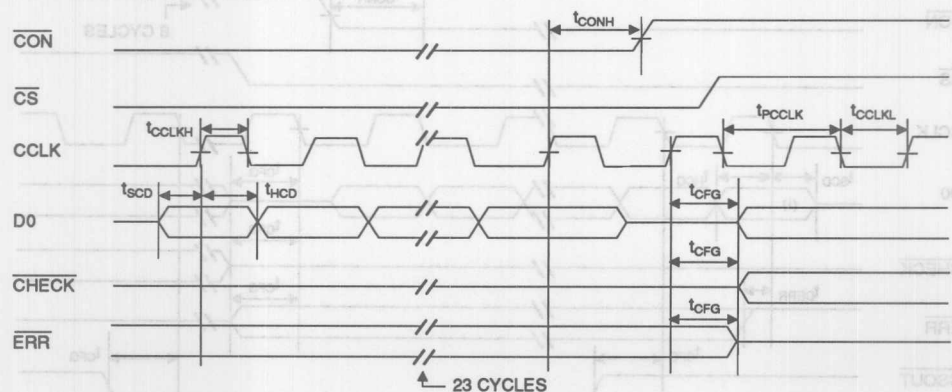 tCONH
CON
CS
tCCLKH
tPCCLK
tCCLKL
CCLK
tSCD
tHCD
tCFG
D0
tCFG
CHECK
tCFG
ERR
23 CYCLES